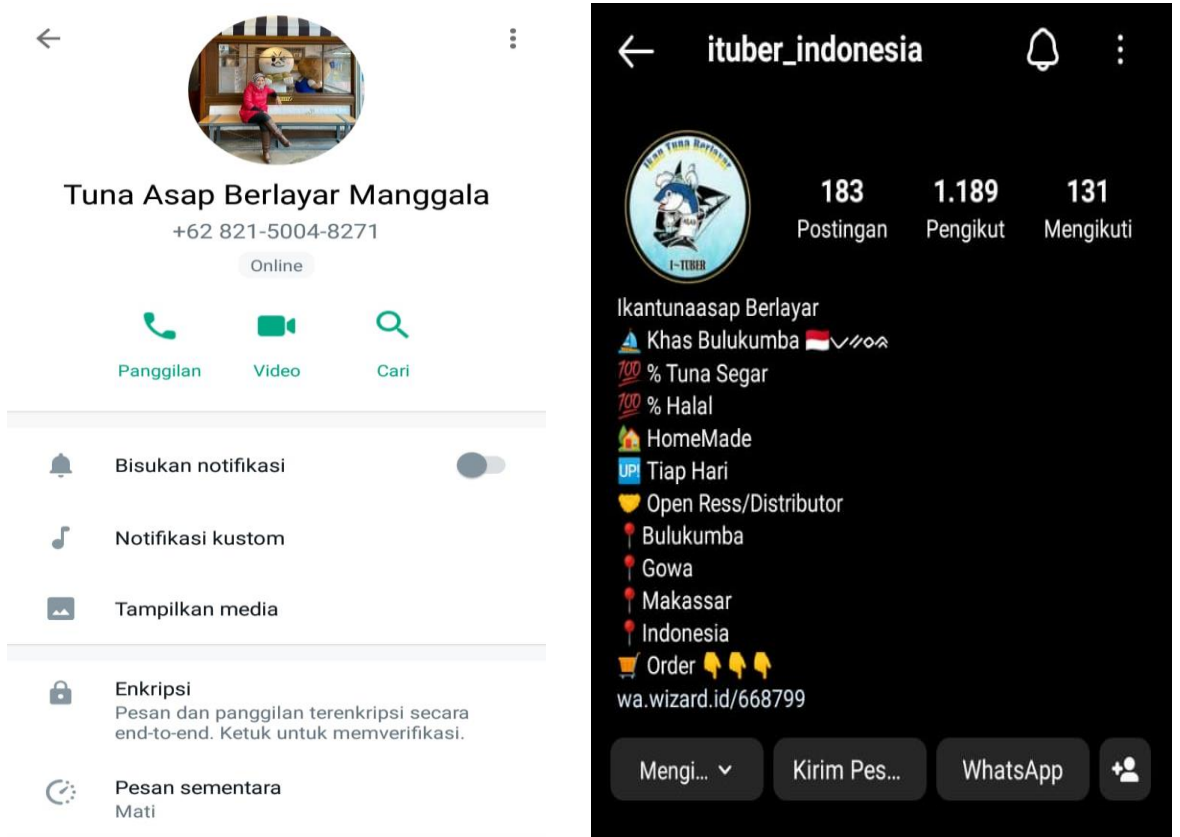 Tuna Asap Berlayar Manggala
+62 821-5004-8271
Online
Panggilan Video Cari
Bisukan notifikasi
Notifikasi kustom
Tampilkan media
Enkripsi
Pesan dan panggilan terenkripsi secara
end-to-end. Ketuk untuk memverifikasi.
Pesan sementara
Mati
ituber_indonesia
Ikan Tuna Berlayar
ASAP
I-TUBER
183 1.189 131
Postingan Pengikut Mengikuti
Ikantunaasap Berlayar
⛵ Khas Bulukumba 🇮🇩
💯 % Tuna Segar
💯 % Halal
🏡 HomeMade
🆙 Tiap Hari
🤝 Open Ress/Distributor
📍Bulukumba
📍Gowa
📍Makassar
📍Indonesia
🛒 Order 👇👇👇
wa.wizard.id/668799
Mengi... Kirim Pes... WhatsApp